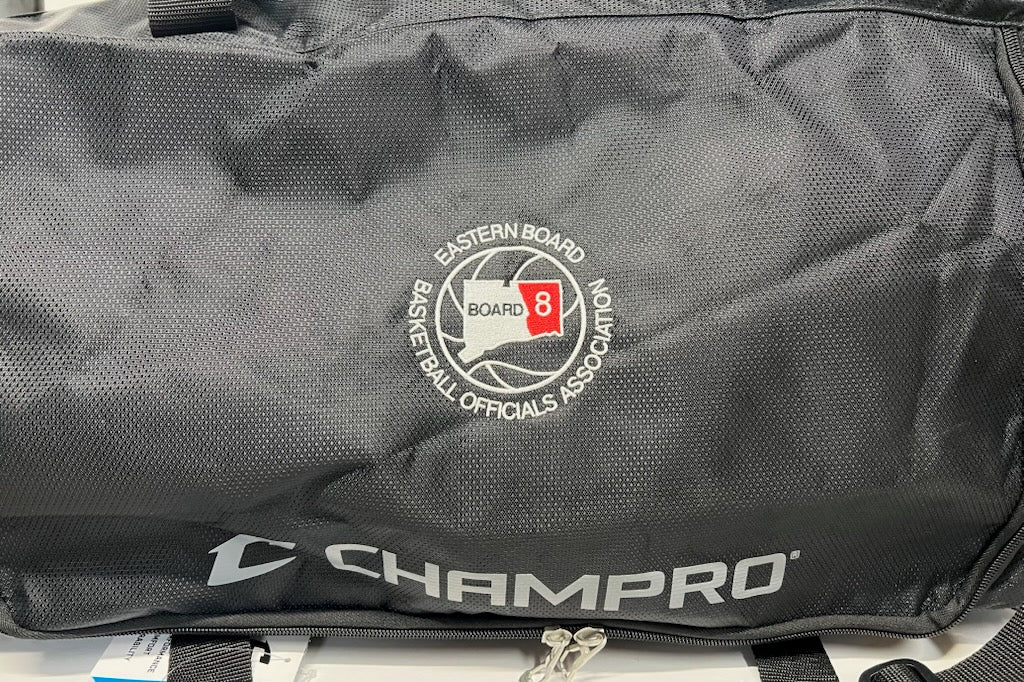 EASTERN BOARD
BASKETBALL OFFICIALS ASSOCIATION
BOARD 8
CHAMPRO®